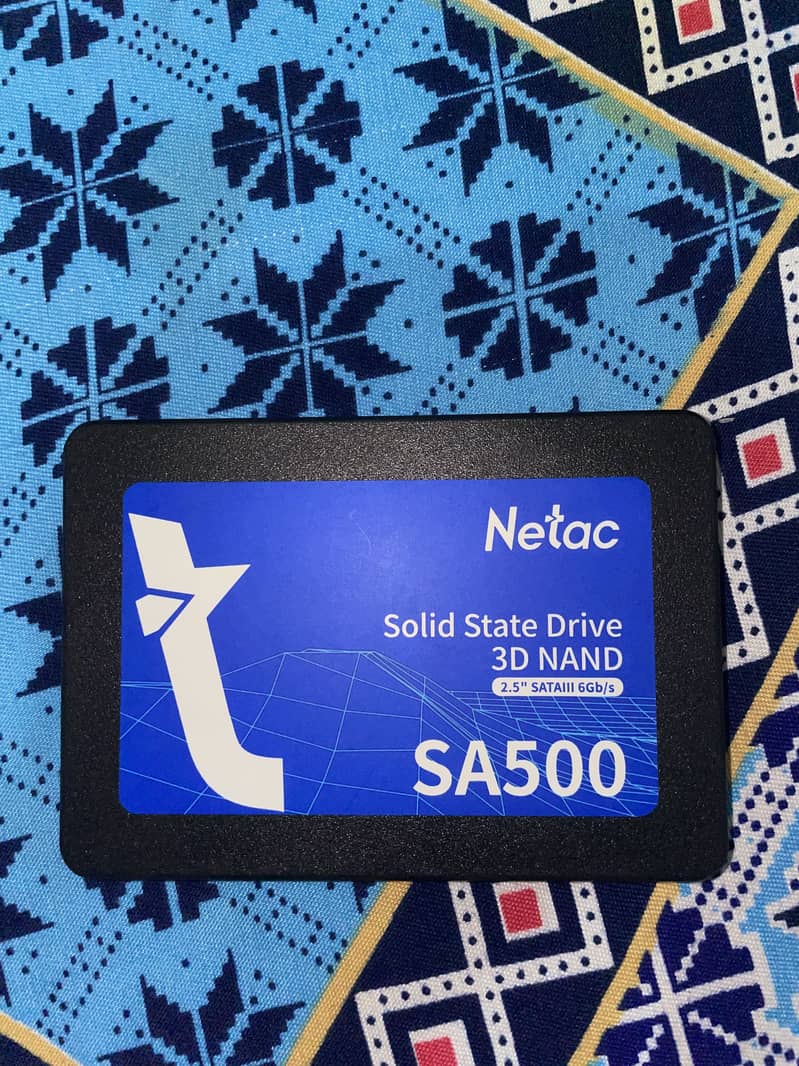 Netac
Solid State Drive
3D NAND
2.5" SATAIII 6Gb/s
SA500